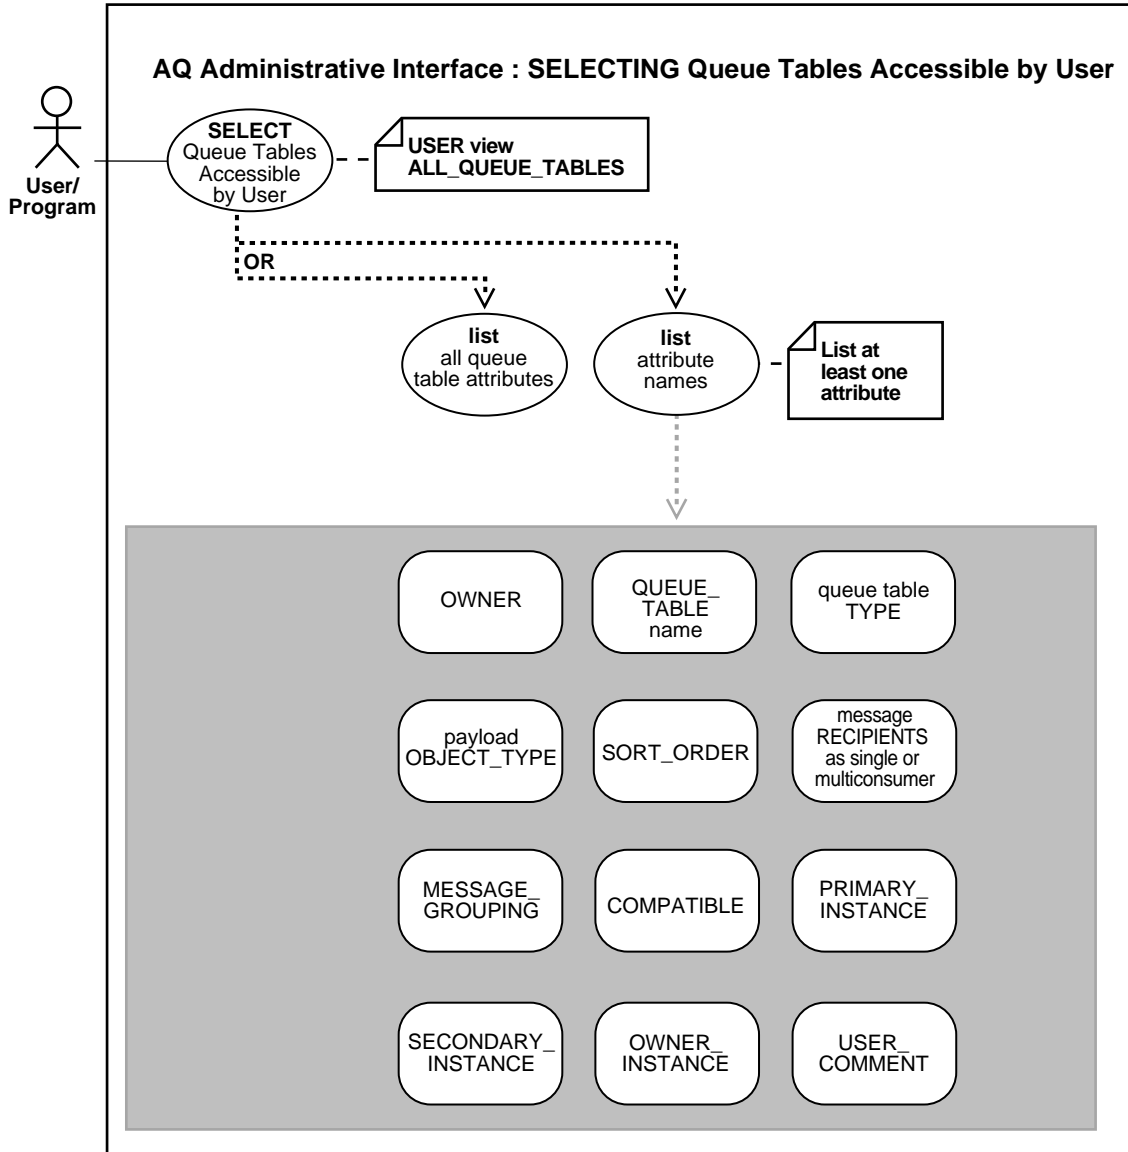 AQ Administrative Interface : SELECTING Queue Tables Accessible by User
User/
Program
SELECT
Queue Tables
Accessible
by User
USER view
ALL_QUEUE_TABLES
OR
list
all queue
table attributes
list
attribute
names
List at
least one
attribute
OWNER
QUEUE_
TABLE
name
queue table
TYPE
payload
OBJECT_TYPE
SORT_ORDER
message
RECIPIENTS
as single or
multiconsumer
MESSAGE_
GROUPING
COMPATIBLE
PRIMARY_
INSTANCE
SECONDARY_
INSTANCE
OWNER_
INSTANCE
USER_
COMMENT